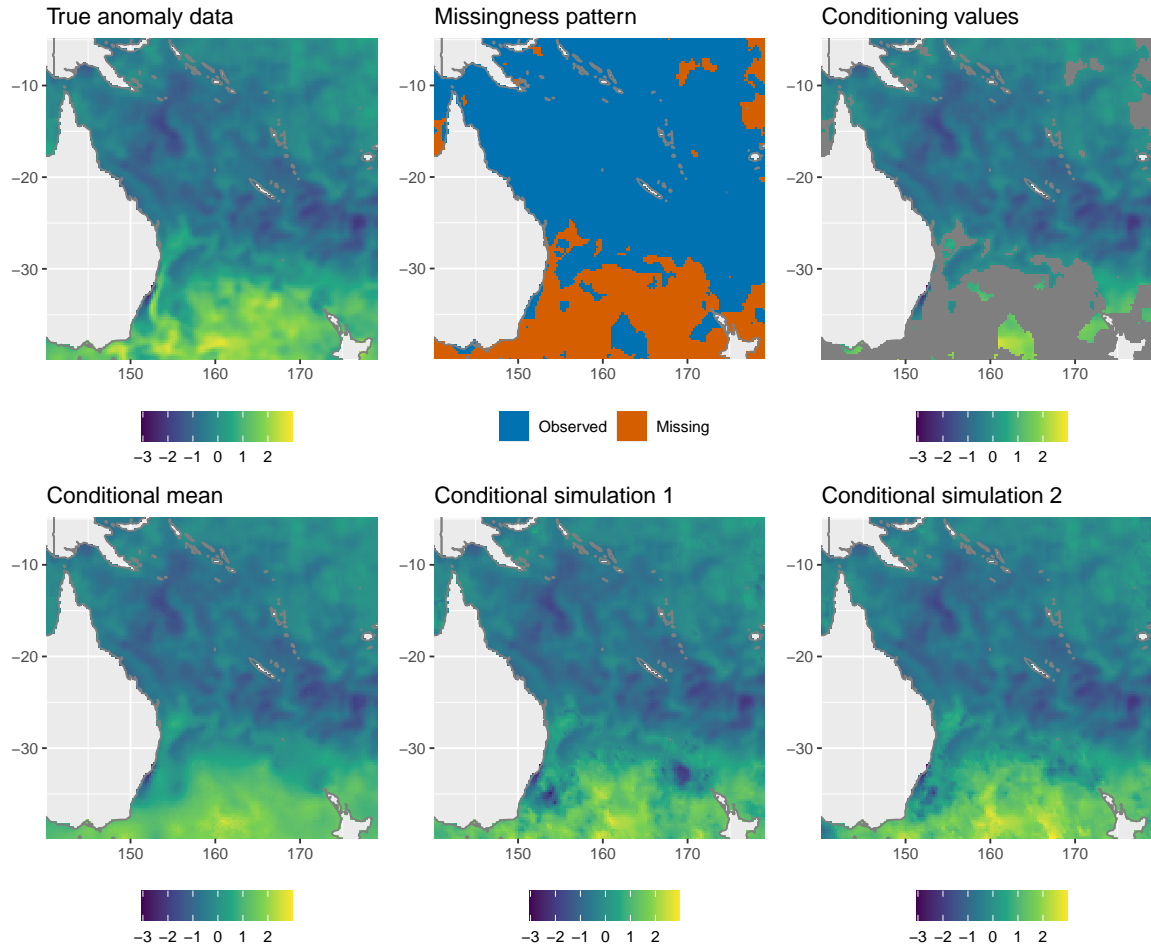 True anomaly data
Missingness pattern
Conditioning values
−10
−20
−30
150 160 170
−10
−20
−30
150 160 170
−10
−20
−30
150 160 170
−3 −2 −1 0 1 2
Observed Missing
−3 −2 −1 0 1 2
Conditional mean
Conditional simulation 1
Conditional simulation 2
−10
−20
−30
150 160 170
−10
−20
−30
150 160 170
−10
−20
−30
150 160 170
−3 −2 −1 0 1 2
−3 −2 −1 0 1 2
−3 −2 −1 0 1 2